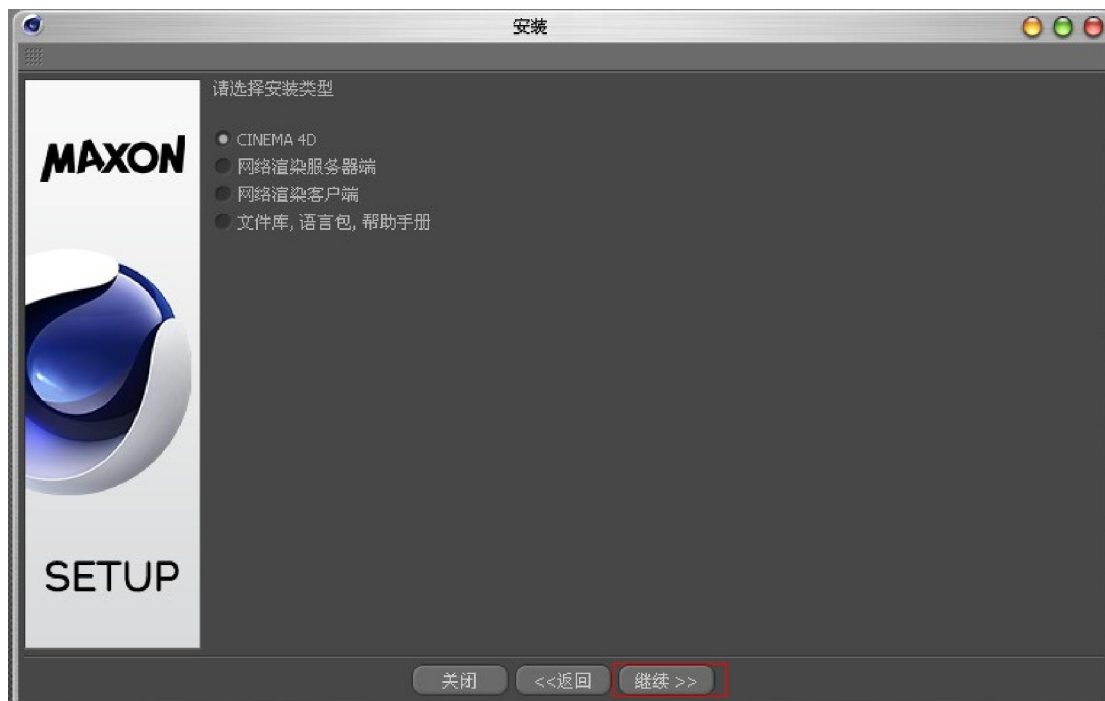 安装
请选择安装类型
MAXON
CINEMA 4D
网络渲染服务器端
网络渲染客户端
文件库, 语言包, 帮助手册
SETUP
关闭
<<返回
继续 >>